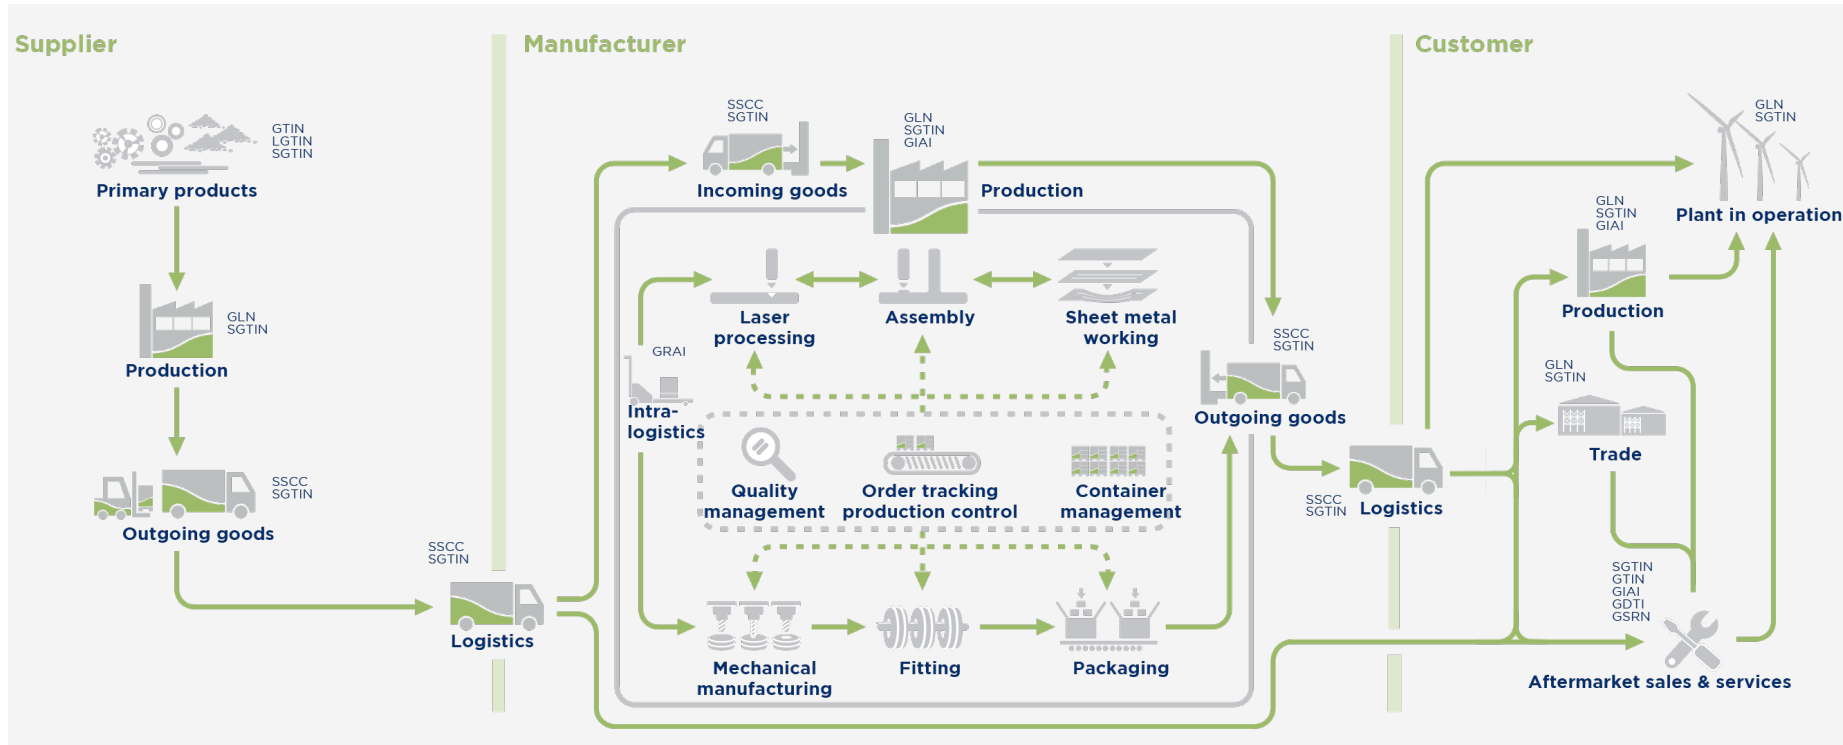 Supplier
Manufacturer
Customer
GTIN
LGTIN
SGTIN
Primary products
GLN
SGTIN
Production
SSCC
SGTIN
Outgoing goods
SSCC
SGTIN
Logistics
SSCC
SGTIN
Incoming goods
GLN
SGTIN
GIAI
Production
Laser
processing
Assembly
Sheet metal
working
GRAI
Intra-
logistics
Quality
management
Order tracking
production control
Container
management
Mechanical
manufacturing
Fitting
Packaging
SSCC
SGTIN
Outgoing goods
SSCC
SGTIN
Logistics
GLN
SGTIN
Plant in operation
GLN
SGTIN
GIAI
Production
GLN
SGTIN
Trade
SGTIN
GTIN
GIAI
GDTI
GSRN
Aftermarket sales & services